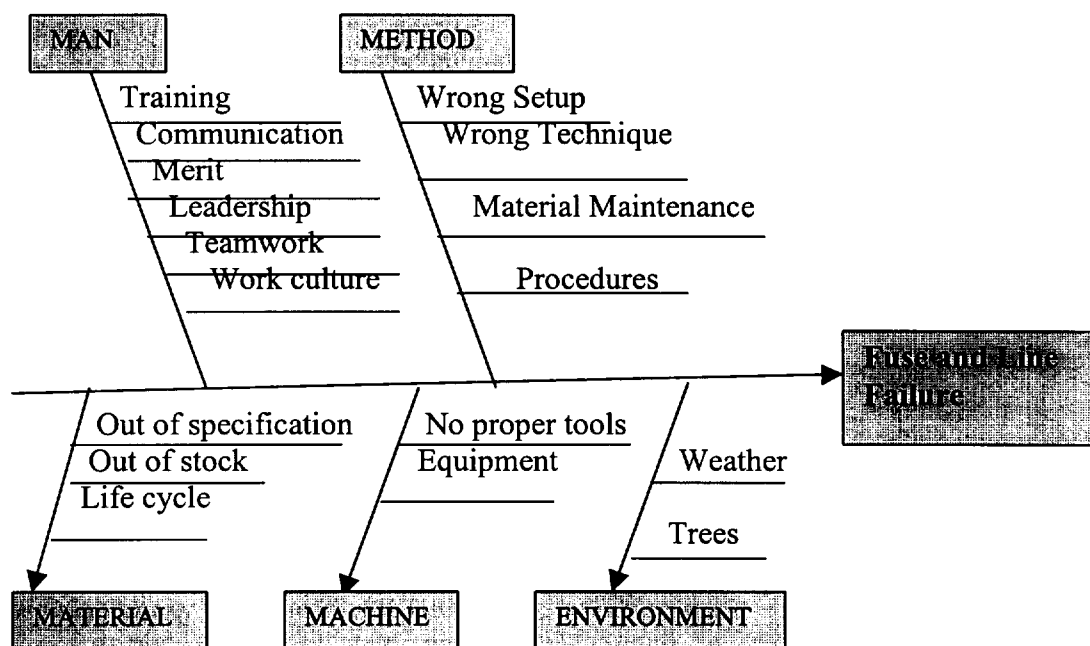 MAN
METHOD
Training
Communication
Merit
Leadership
Teamwork
Work culture
Wrong Setup
Wrong Technique
Material Maintenance
Procedures
Fuse and Line
Failure
Out of specification
Out of stock
Life cycle
No proper tools
Equipment
Weather
Trees
MATERIAL
MACHINE
ENVIRONMENT